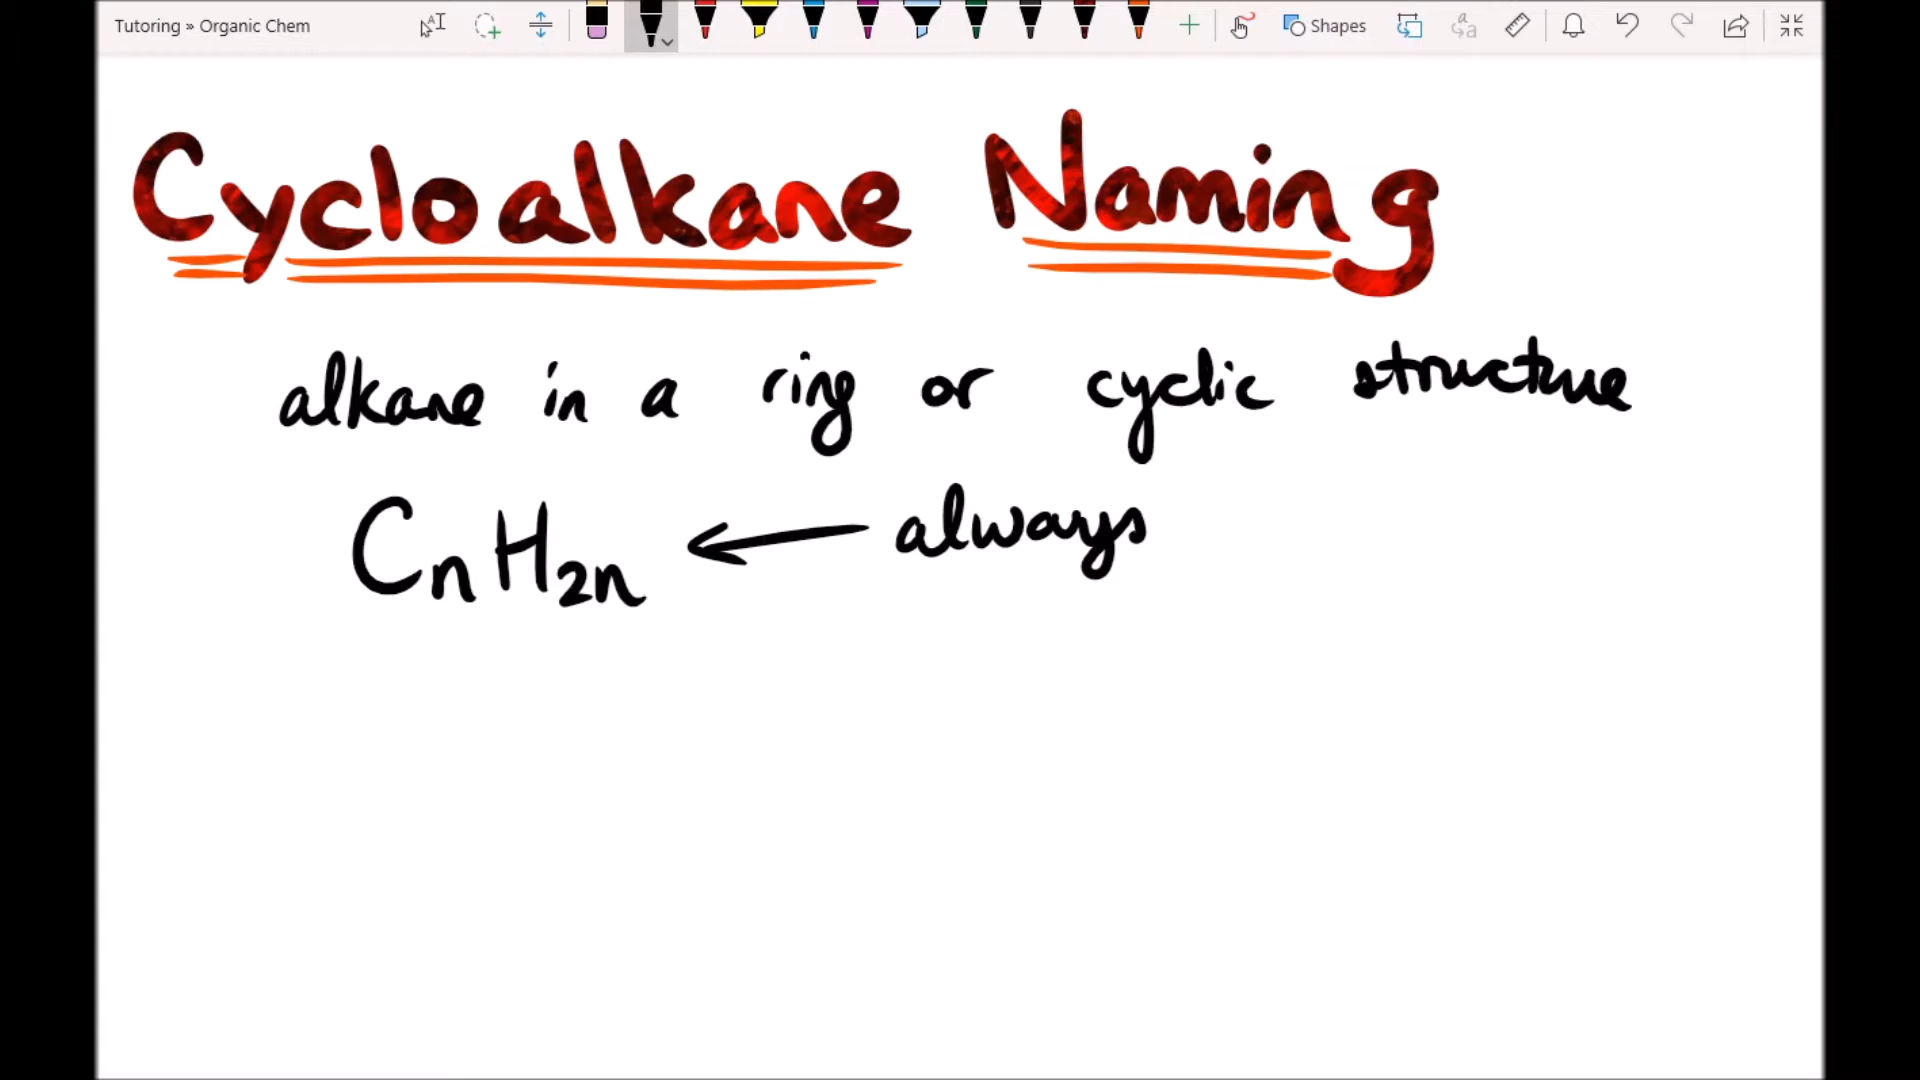 Tutoring » Organic Chem
Shapes
Cycloalkane Naming
alkane in a ring or cyclic structure
CnH2n ← always